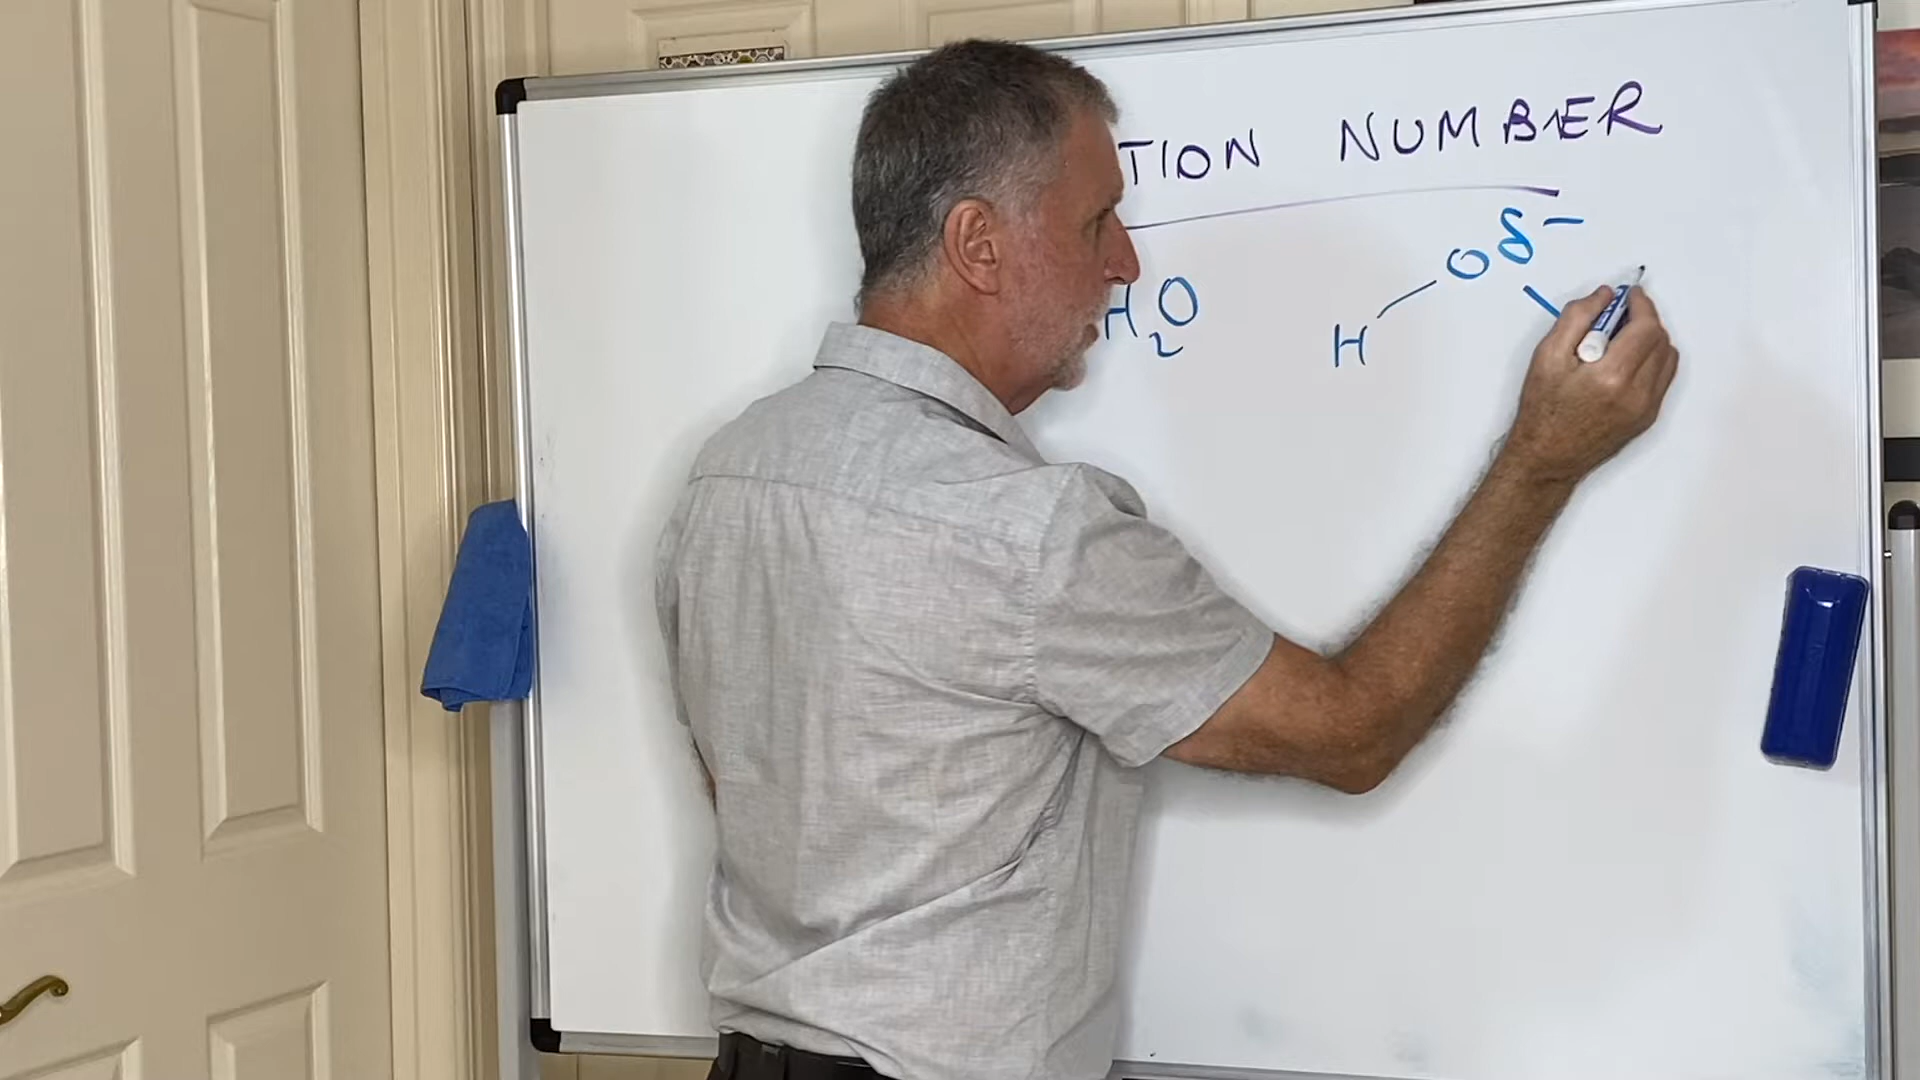 TION NUMBER
H₂O
O δ−
H